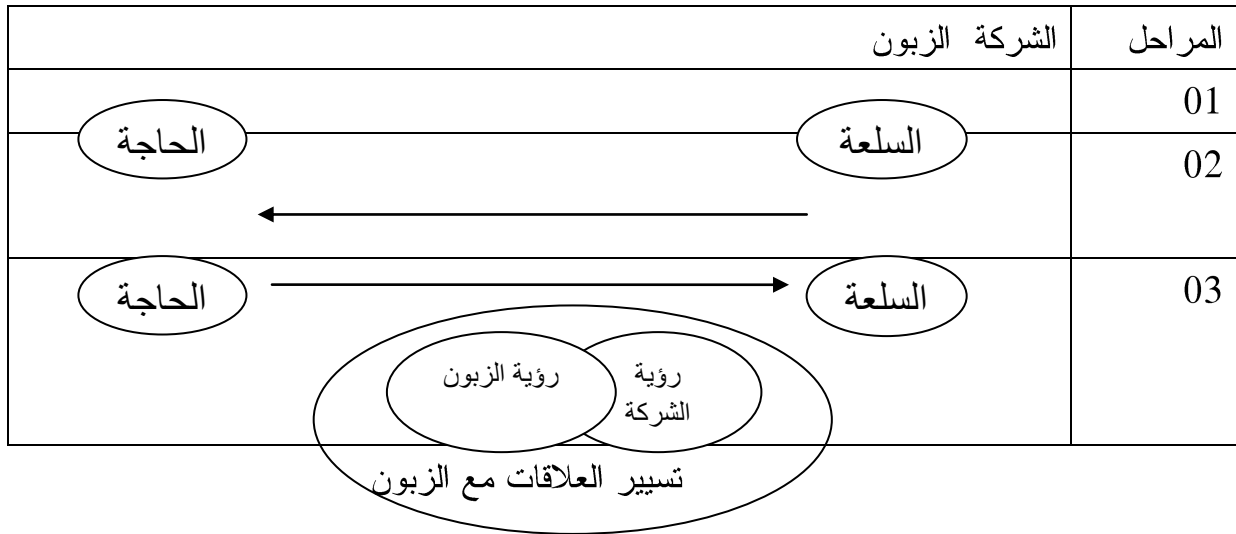 المراحل
الشركة الزبون
01
السلعة
الحاجة
02
03
السلعة
الحاجة
رؤية
الشركة
رؤية الزبون
تسيير العلاقات مع الزبون